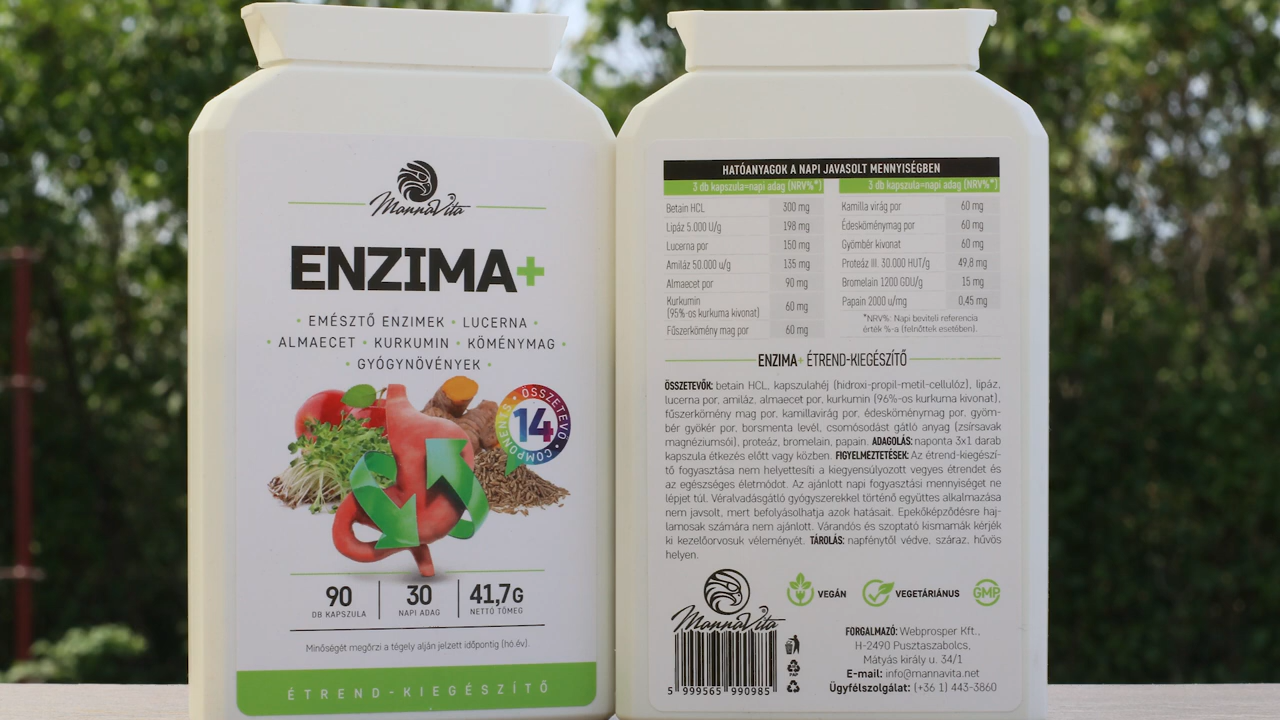 MannaVita
ENZIMA+
• EMÉSZTŐ ENZIMEK • LUCERNA •
• ALMAECET • KURKUMIN • KÖMÉNYMAG •
• GYÓGYNÖVÉNYEK •
• ÖSSZETEVŐ • COMPONENTS
14
90
DB KAPSZULA
30
NAPI ADAG
41,7G
NETTÓ TÖMEG
Minőségét megőrzi a tégely alján jelzett időpontig (hó.év).
ÉTREND-KIEGÉSZÍTŐ
HATÓANYAGOK A NAPI JAVASOLT MENNYISÉGBEN
3 db kapszula=napi adag (NRV%*)
Betain HCL 300 mg
Lipáz 5.000 U/g 198 mg
Lucerna por 150 mg
Amiláz 50.000 u/g 135 mg
Almaecet por 90 mg
Kurkumin
(95%-os kurkuma kivonat) 60 mg
Fűszerkömény mag por 60 mg
3 db kapszula=napi adag (NRV%*)
Kamilla virág por 60 mg
Édesköménymag por 60 mg
Gyömbér kivonat 60 mg
Proteáz III. 30.000 HUT/g 49,8 mg
Bromelain 1200 GDU/g 15 mg
Papain 2000 u/mg 0,45 mg
*NRV%: Napi beviteli referencia
érték %-a (felnőttek esetében).
ENZIMA+ ÉTREND-KIEGÉSZÍTŐ
ÖSSZETEVŐK: betain HCL, kapszulahéj (hidroxi-propil-metil-cellulóz), lipáz,
lucerna por, amiláz, almaecet por, kurkumin (96%-os kurkuma kivonat),
fűszerkömény mag por, kamillavirág por, édesköménymag por, gyöm-
bér gyökér por, borsmenta levél, csomósodást gátló anyag (zsírsavak
magnéziumsói), proteáz, bromelain, papain. ADAGOLÁS: naponta 3x1 darab
kapszula étkezés előtt vagy közben. FIGYELMEZTETÉSEK: Az étrend-kiegészí-
tő fogyasztása nem helyettesíti a kiegyensúlyozott vegyes étrendet és
az egészséges életmódot. Az ajánlott napi fogyasztási mennyiséget ne
lépjet túl. Véralvadásgátló gyógyszerekkel történő együttes alkalmazása
nem javsolt, mert befolyásolhatja azok hatásait. Epekőképződésre haj-
lamosak számára nem ajánlott. Várandós és szoptató kismamák kérjék
ki kezelőorvosuk véleményét. TÁROLÁS: napfénytől védve, száraz, hűvös
helyen.
MannaVita
VEGÁN
VEGETÁRIÁNUS
GMP
5 999565 990985
PAP
FORGALMAZÓ: Webprosper Kft.,
H-2490 Pusztaszabolcs,
Mátyás király u. 34/1
E-mail: info@mannavita.net
Ügyfélszolgálat: (+36 1) 443-3860